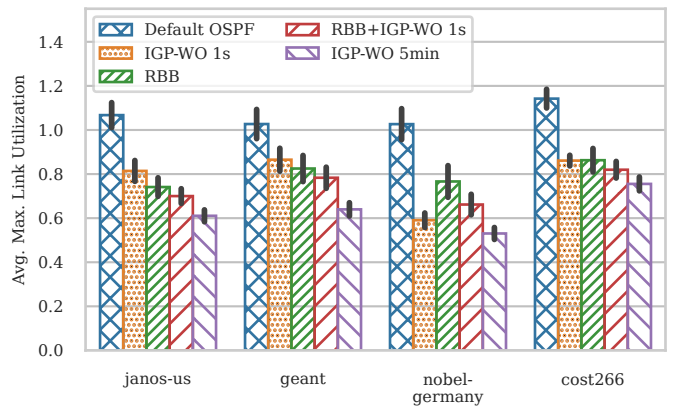 Avg. Max. Link Utilization
1.4
1.2
1.0
0.8
0.6
0.4
0.2
0.0
Default OSPF
IGP-WO 1s
RBB
RBB+IGP-WO 1s
IGP-WO 5min
janos-us
geant
nobel-
germany
cost266